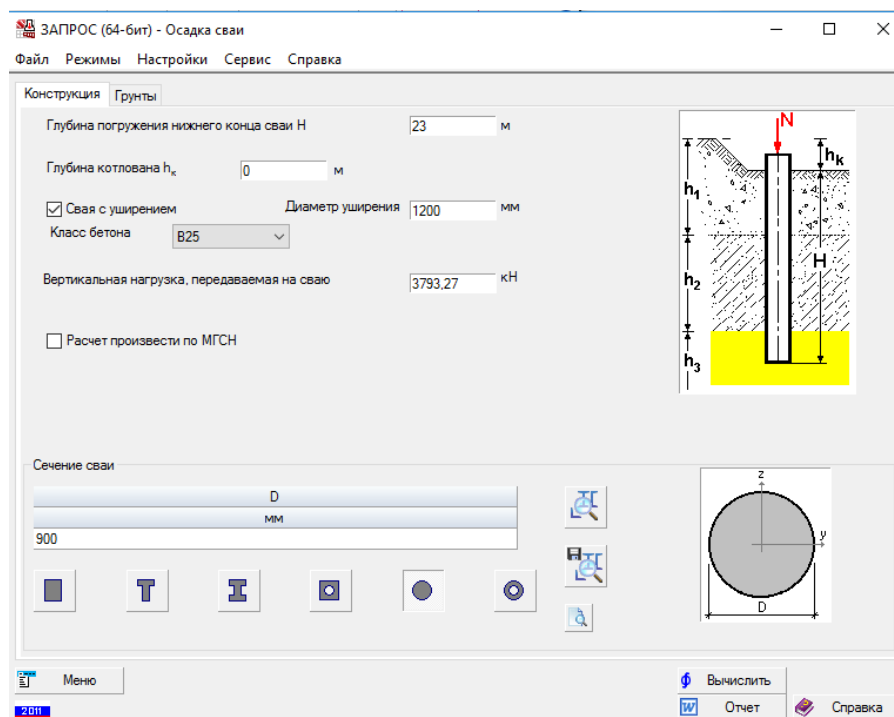 ЗАПРОС (64-бит) - Осадка сваи
Файл Режимы Настройки Сервис Справка
Конструкция Грунты
Глубина погружения нижнего конца сваи H 23 м
Глубина котлована hк 0 м
Свая с уширением Диаметр уширения 1200 мм
Класс бетона B25
Вертикальная нагрузка, передаваемая на сваю 3793,27 кН
Расчет произвести по МГСН
N
hk
h1
H
h2
h3
Сечение сваи
D
мм
900
z
y
D
Меню
Вычислить
2011
Отчет
Справка